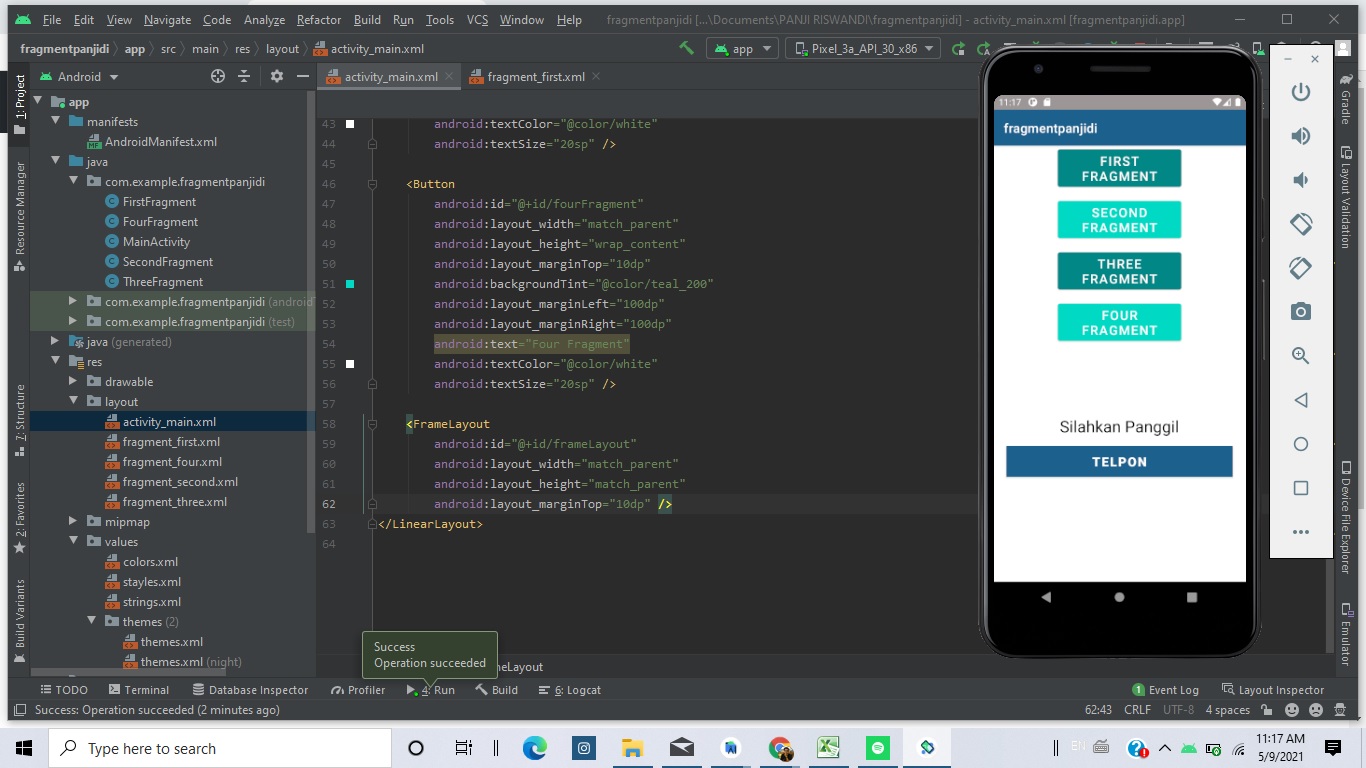 File Edit View Navigate Code Analyze Refactor Build Run Tools VCS Window Help fragmentpanjidi [...\Documents\PANJI RISWANDI\fragmentpanjidi] - activity_main.xml [fragmentpanjidi.app]
fragmentpanjidi app src main res layout activity_main.xml app Pixel_3a_API_30_x86
Android activity_main.xml fragment_first.xml
1: Project
Resource Manager
7: Structure
2: Favorites
Build Variants
app
manifests
AndroidManifest.xml
java
com.example.fragmentpanjidi
FirstFragment
FourFragment
MainActivity
SecondFragment
ThreeFragment
com.example.fragmentpanjidi (android
com.example.fragmentpanjidi (test)
java (generated)
res
drawable
layout
activity_main.xml
fragment_first.xml
fragment_four.xml
fragment_second.xml
fragment_three.xml
mipmap
values
colors.xml
stayles.xml
strings.xml
themes (2)
themes.xml
themes.xml (night)
43 android:textColor="@color/white"
44 android:textSize="20sp" />
45
46 <Button
47 android:id="@+id/fourFragment"
48 android:layout_width="match_parent"
49 android:layout_height="wrap_content"
50 android:layout_marginTop="10dp"
51 android:backgroundTint="@color/teal_200"
52 android:layout_marginLeft="100dp"
53 android:layout_marginRight="100dp"
54 android:text="Four Fragment"
55 android:textColor="@color/white"
56 android:textSize="20sp" />
57
58 <FrameLayout
59 android:id="@+id/frameLayout"
60 android:layout_width="match_parent"
61 android:layout_height="match_parent"
62 android:layout_marginTop="10dp" />
63 </LinearLayout>
64
11:17
fragmentpanjidi
FIRST
FRAGMENT
SECOND
FRAGMENT
THREE
FRAGMENT
FOUR
FRAGMENT
Silahkan Panggil
TELPON
Gradle
Layout Validation
Device File Explorer
Emulator
Success
Operation succeeded
meLayout
TODO Terminal Database Inspector Profiler 4: Run Build 6: Logcat 1 Event Log Layout Inspector
Success: Operation succeeded (2 minutes ago) 62:43 CRLF UTF-8 4 spaces
Type here to search
EN
11:17 AM
5/9/2021